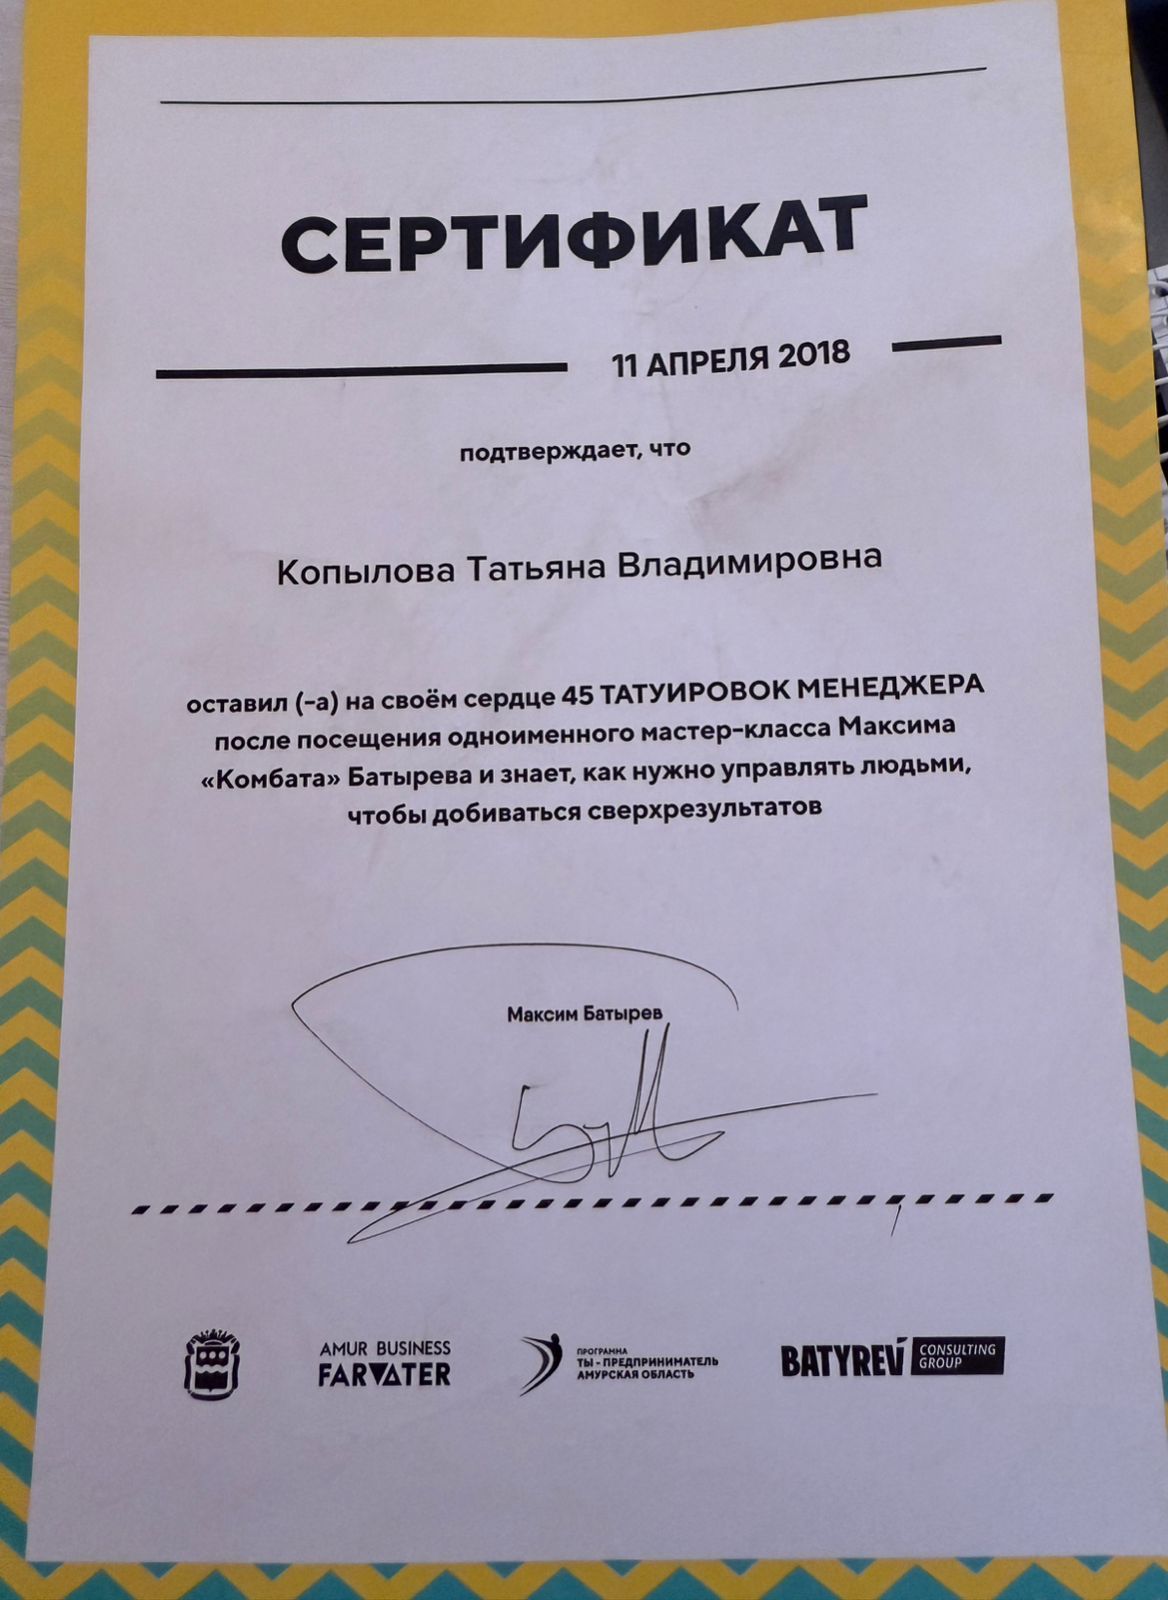 СЕРТИФИКАТ
11 АПРЕЛЯ 2018
подтверждает, что
Копылова Татьяна Владимировна
оставил (-а) на своём сердце 45 ТАТУИРОВОК МЕНЕДЖЕРА
после посещения одноименного мастер-класса Максима
«Комбата» Батырева и знает, как нужно управлять людьми,
чтобы добиваться сверхрезультатов
Максим Батырев
AMUR BUSINESS
FARVATER
ПРОГРАММА
ТЫ - ПРЕДПРИНИМАТЕЛЬ
АМУРСКАЯ ОБЛАСТЬ
BATYREV CONSULTING
GROUP